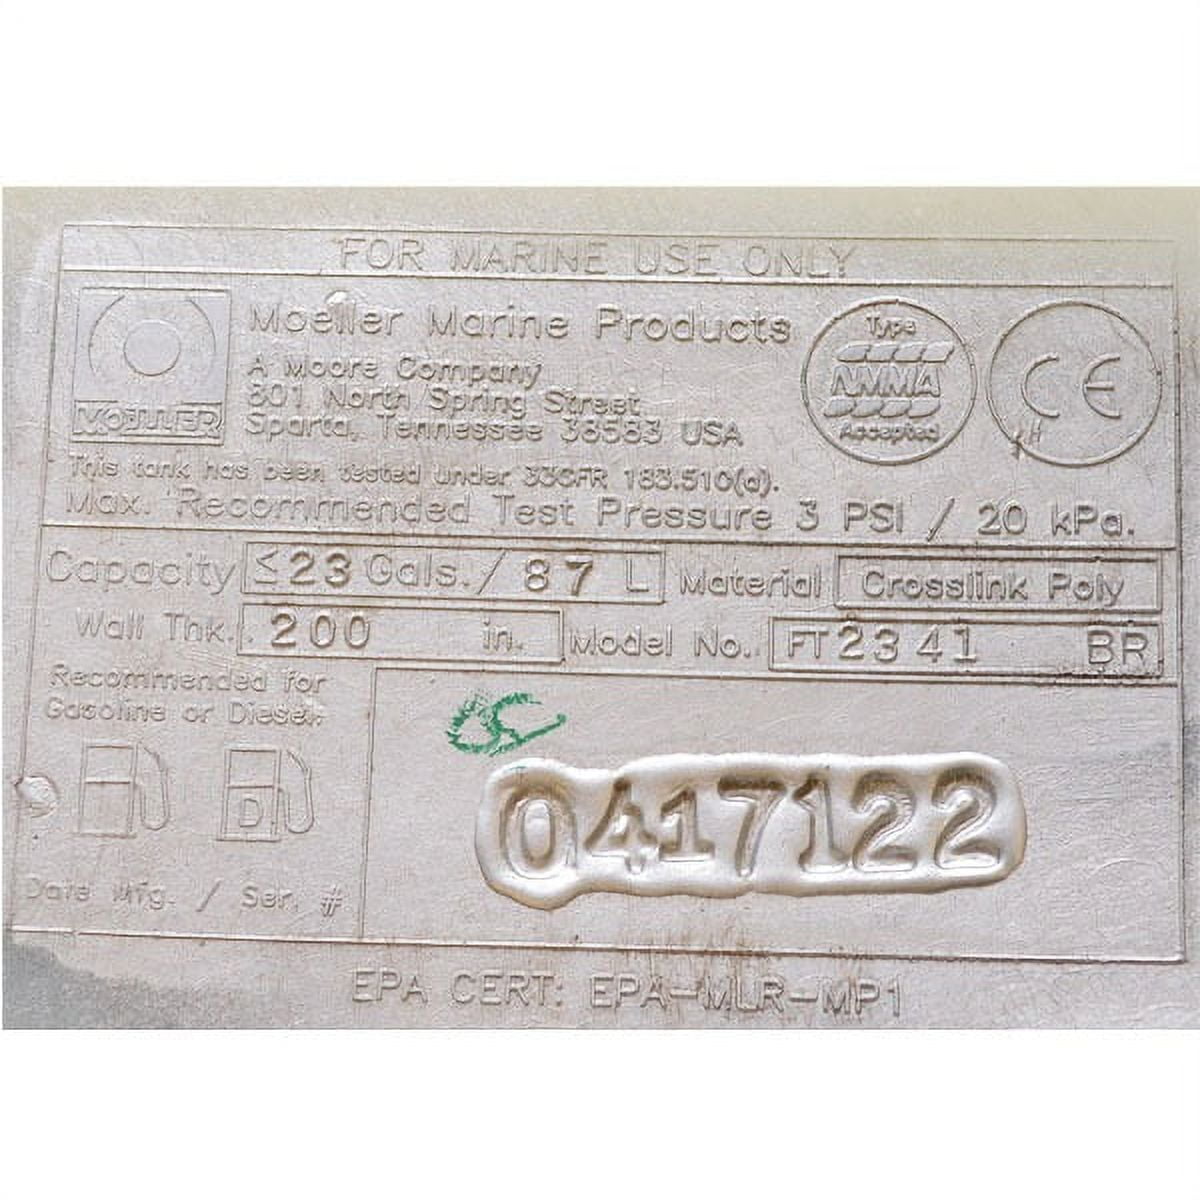 FOR MARINE USE ONLY
MOELLER
Moeller Marine Products
A Moore Company
801 North Spring Street
Sparta, Tennessee 38583 USA
Type
NMMA
Accepted
CE
This tank has been tested under 33CFR 183.510(a).
Max. Recommended Test Pressure 3 PSI / 20 kPa.
Capacity ≤23 Gals. / 87 L Material Crosslink Poly
Wall Thk. .200 in. Model No. FT2341 BR
Recommended for
Gasoline or Diesel.
D
0417122
Date Mfg. / Ser. #
EPA CERT: EPA-MLR-MP1